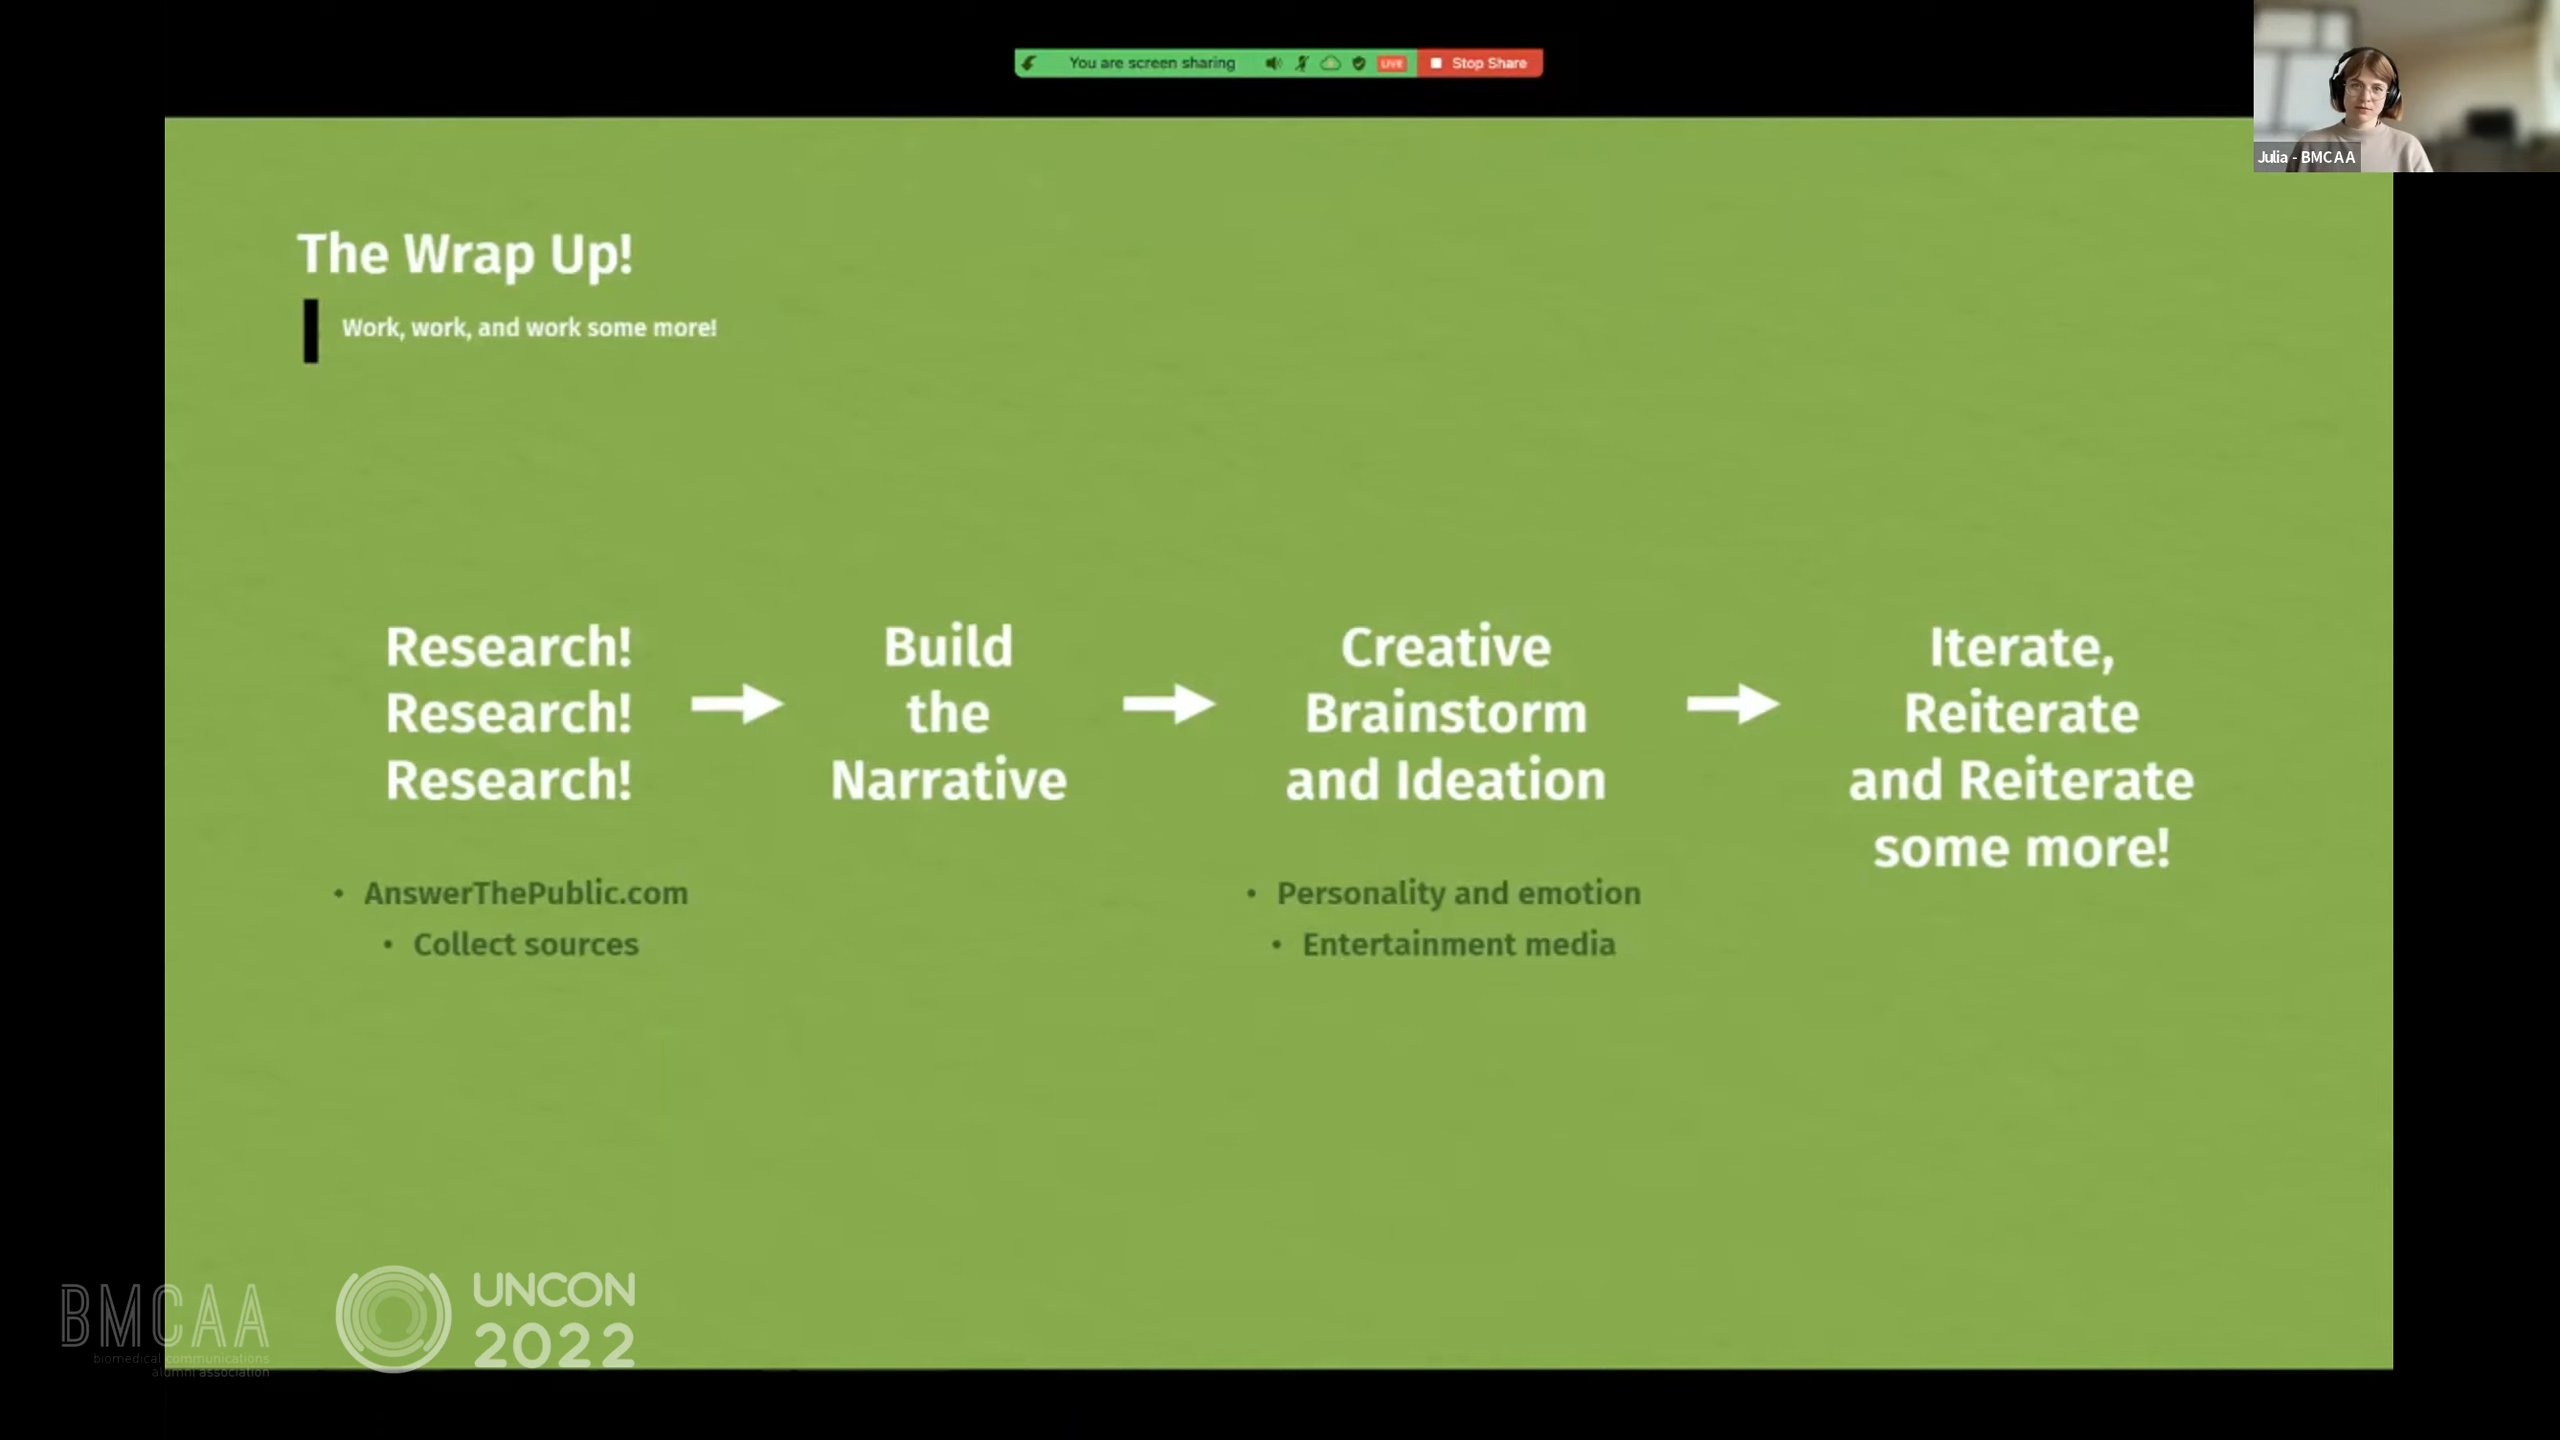 You are screen sharing
LIVE
Stop Share
Julia - BMCAA
The Wrap Up!
Work, work, and work some more!
Research!
Research!
Research!
• AnswerThePublic.com
• Collect sources
Build
the
Narrative
Creative
Brainstorm
and Ideation
• Personality and emotion
• Entertainment media
Iterate,
Reiterate
and Reiterate
some more!
BMCAA
biomedical communications
alumni association
UNCON
2022